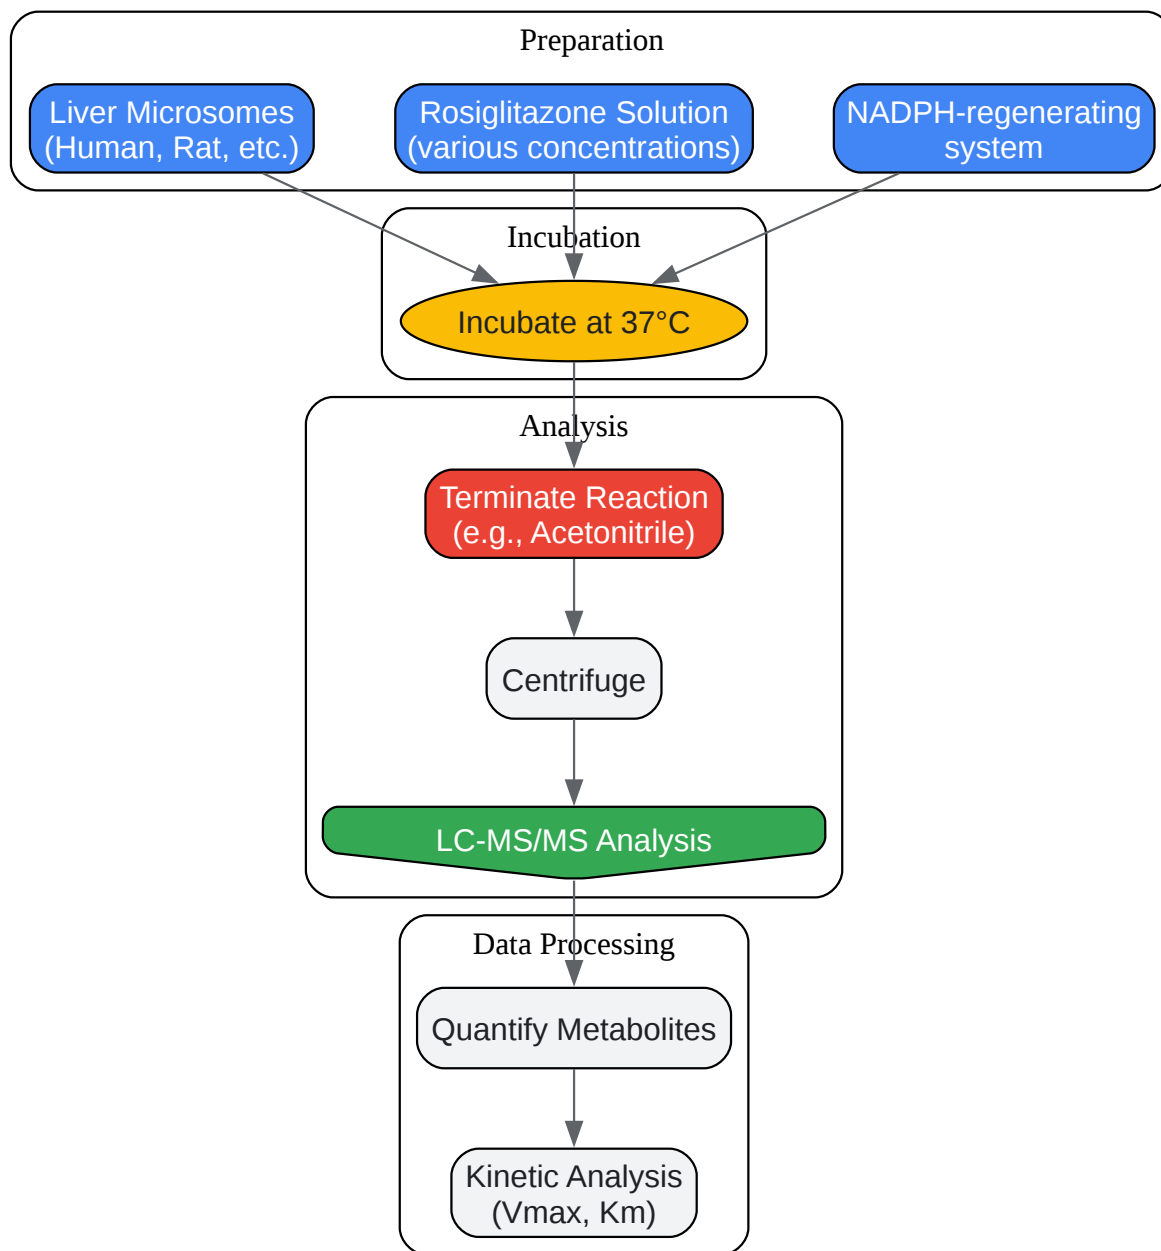 Preparation
Liver Microsomes
(Human, Rat, etc.)
Rosiglitazone Solution
(various concentrations)
NADPH-regenerating
system
Incubation
Incubate at 37°C
Analysis
Terminate Reaction
(e.g., Acetonitrile)
Centrifuge
LC-MS/MS Analysis
Data Processing
Quantify Metabolites
Kinetic Analysis
(Vmax, Km)